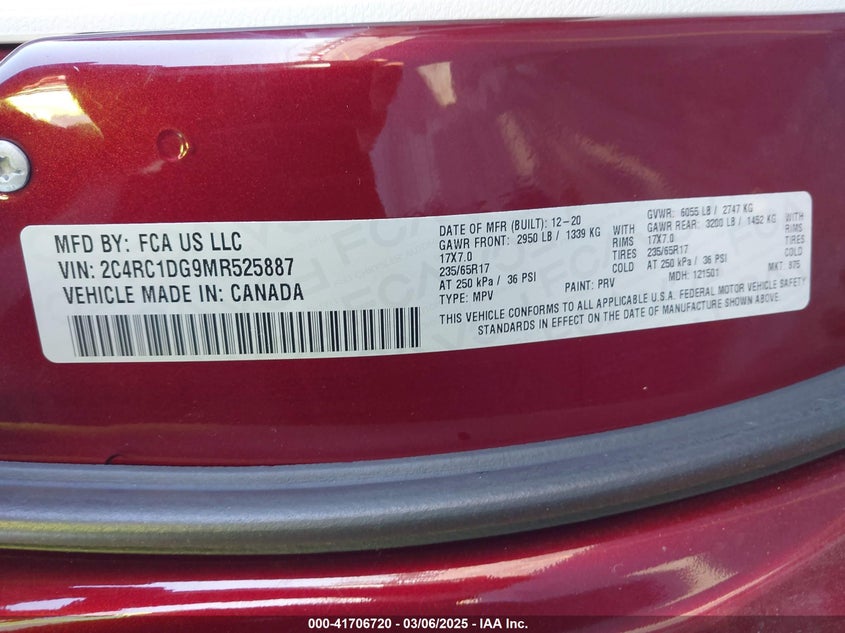 MFD BY: FCA US LLC
VIN: 2C4RC1DG9MR525887
VEHICLE MADE IN: CANADA
DATE OF MFR (BUILT): 12-20
GAWR FRONT: 2950 LB / 1339 KG WITH
17X7.0 RIMS
235/65R17 TIRES
AT 250 kPa / 36 PSI COLD
TYPE: MPV PAINT: PRV
GVWR: 6055 LB / 2747 KG
GAWR REAR: 3200 LB / 1452 KG WITH
17X7.0 RIMS
235/65R17 TIRES
AT 250 kPa / 36 PSI COLD
MDH: 121501 MKT: 975
THIS VEHICLE CONFORMS TO ALL APPLICABLE U.S.A. FEDERAL MOTOR VEHICLE SAFETY
STANDARDS IN EFFECT ON THE DATE OF MANUFACTURE SHOWN ABOVE.
000-41706720 - 03/06/2025 - IAA Inc.